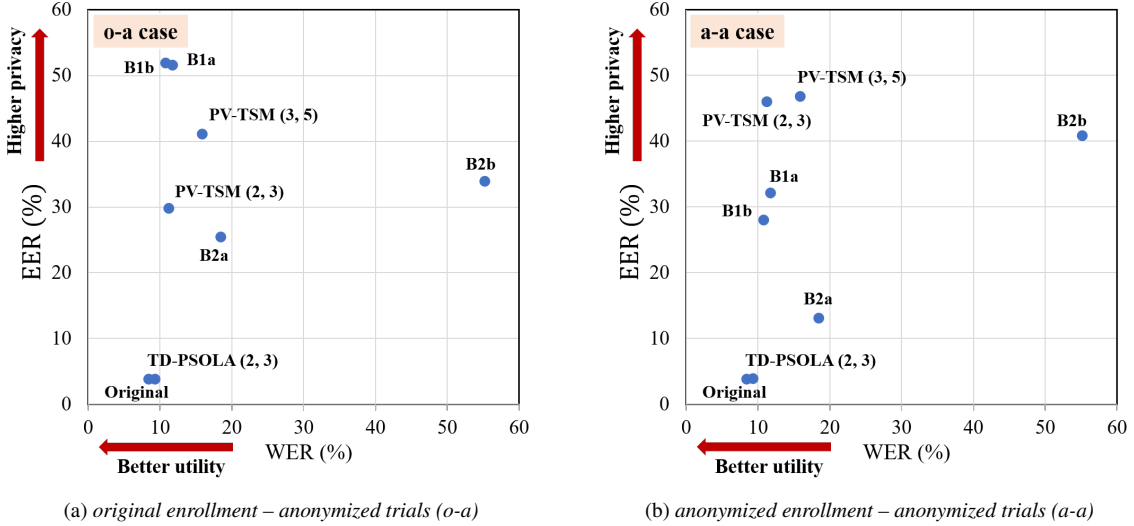 60
50
40
30
20
10
0
Higher privacy
EER (%)
o-a case
B1b
B1a
PV-TSM (3, 5)
B2b
PV-TSM (2, 3)
B2a
TD-PSOLA (2, 3)
Original
0 10 20 30 40 50 60
WER (%)
Better utility
(a) original enrollment – anonymized trials (o-a)
60
50
40
30
20
10
0
Higher privacy
EER (%)
a-a case
PV-TSM (3, 5)
PV-TSM (2, 3)
B2b
B1a
B1b
B2a
TD-PSOLA (2, 3)
Original
0 10 20 30 40 50 60
WER (%)
Better utility
(b) anonymized enrollment – anonymized trials (a-a)